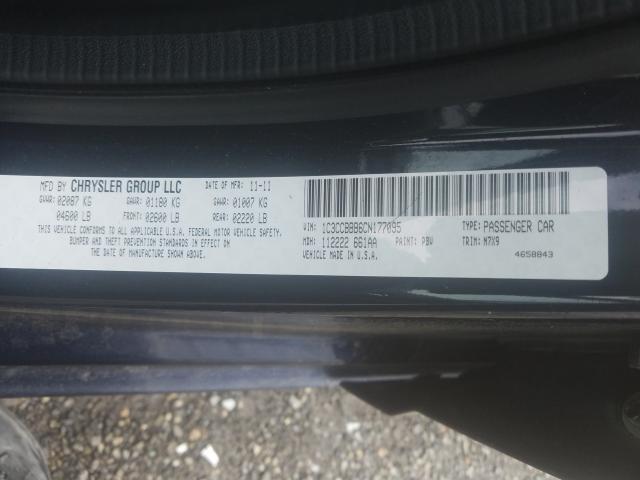 MFD BY CHRYSLER GROUP LLC DATE OF MFR: 11-11
GVWR: 02087 KG GAWR: 01180 KG GAWR: 01007 KG
04600 LB FRONT: 02600 LB REAR: 02220 LB
THIS VEHICLE CONFORMS TO ALL APPLICABLE U.S.A. FEDERAL MOTOR VEHICLE SAFETY,
BUMPER AND THEFT PREVENTION STANDARDS IN EFFECT ON
THE DATE OF MANUFACTURE SHOWN ABOVE.
VIN: 1C3CCBBB6CN177095 TYPE: PASSENGER CAR
MDH: 112222 661AA PAINT: PBV TRIM: N7X9
VEHICLE MADE IN U.S.A. 4658843